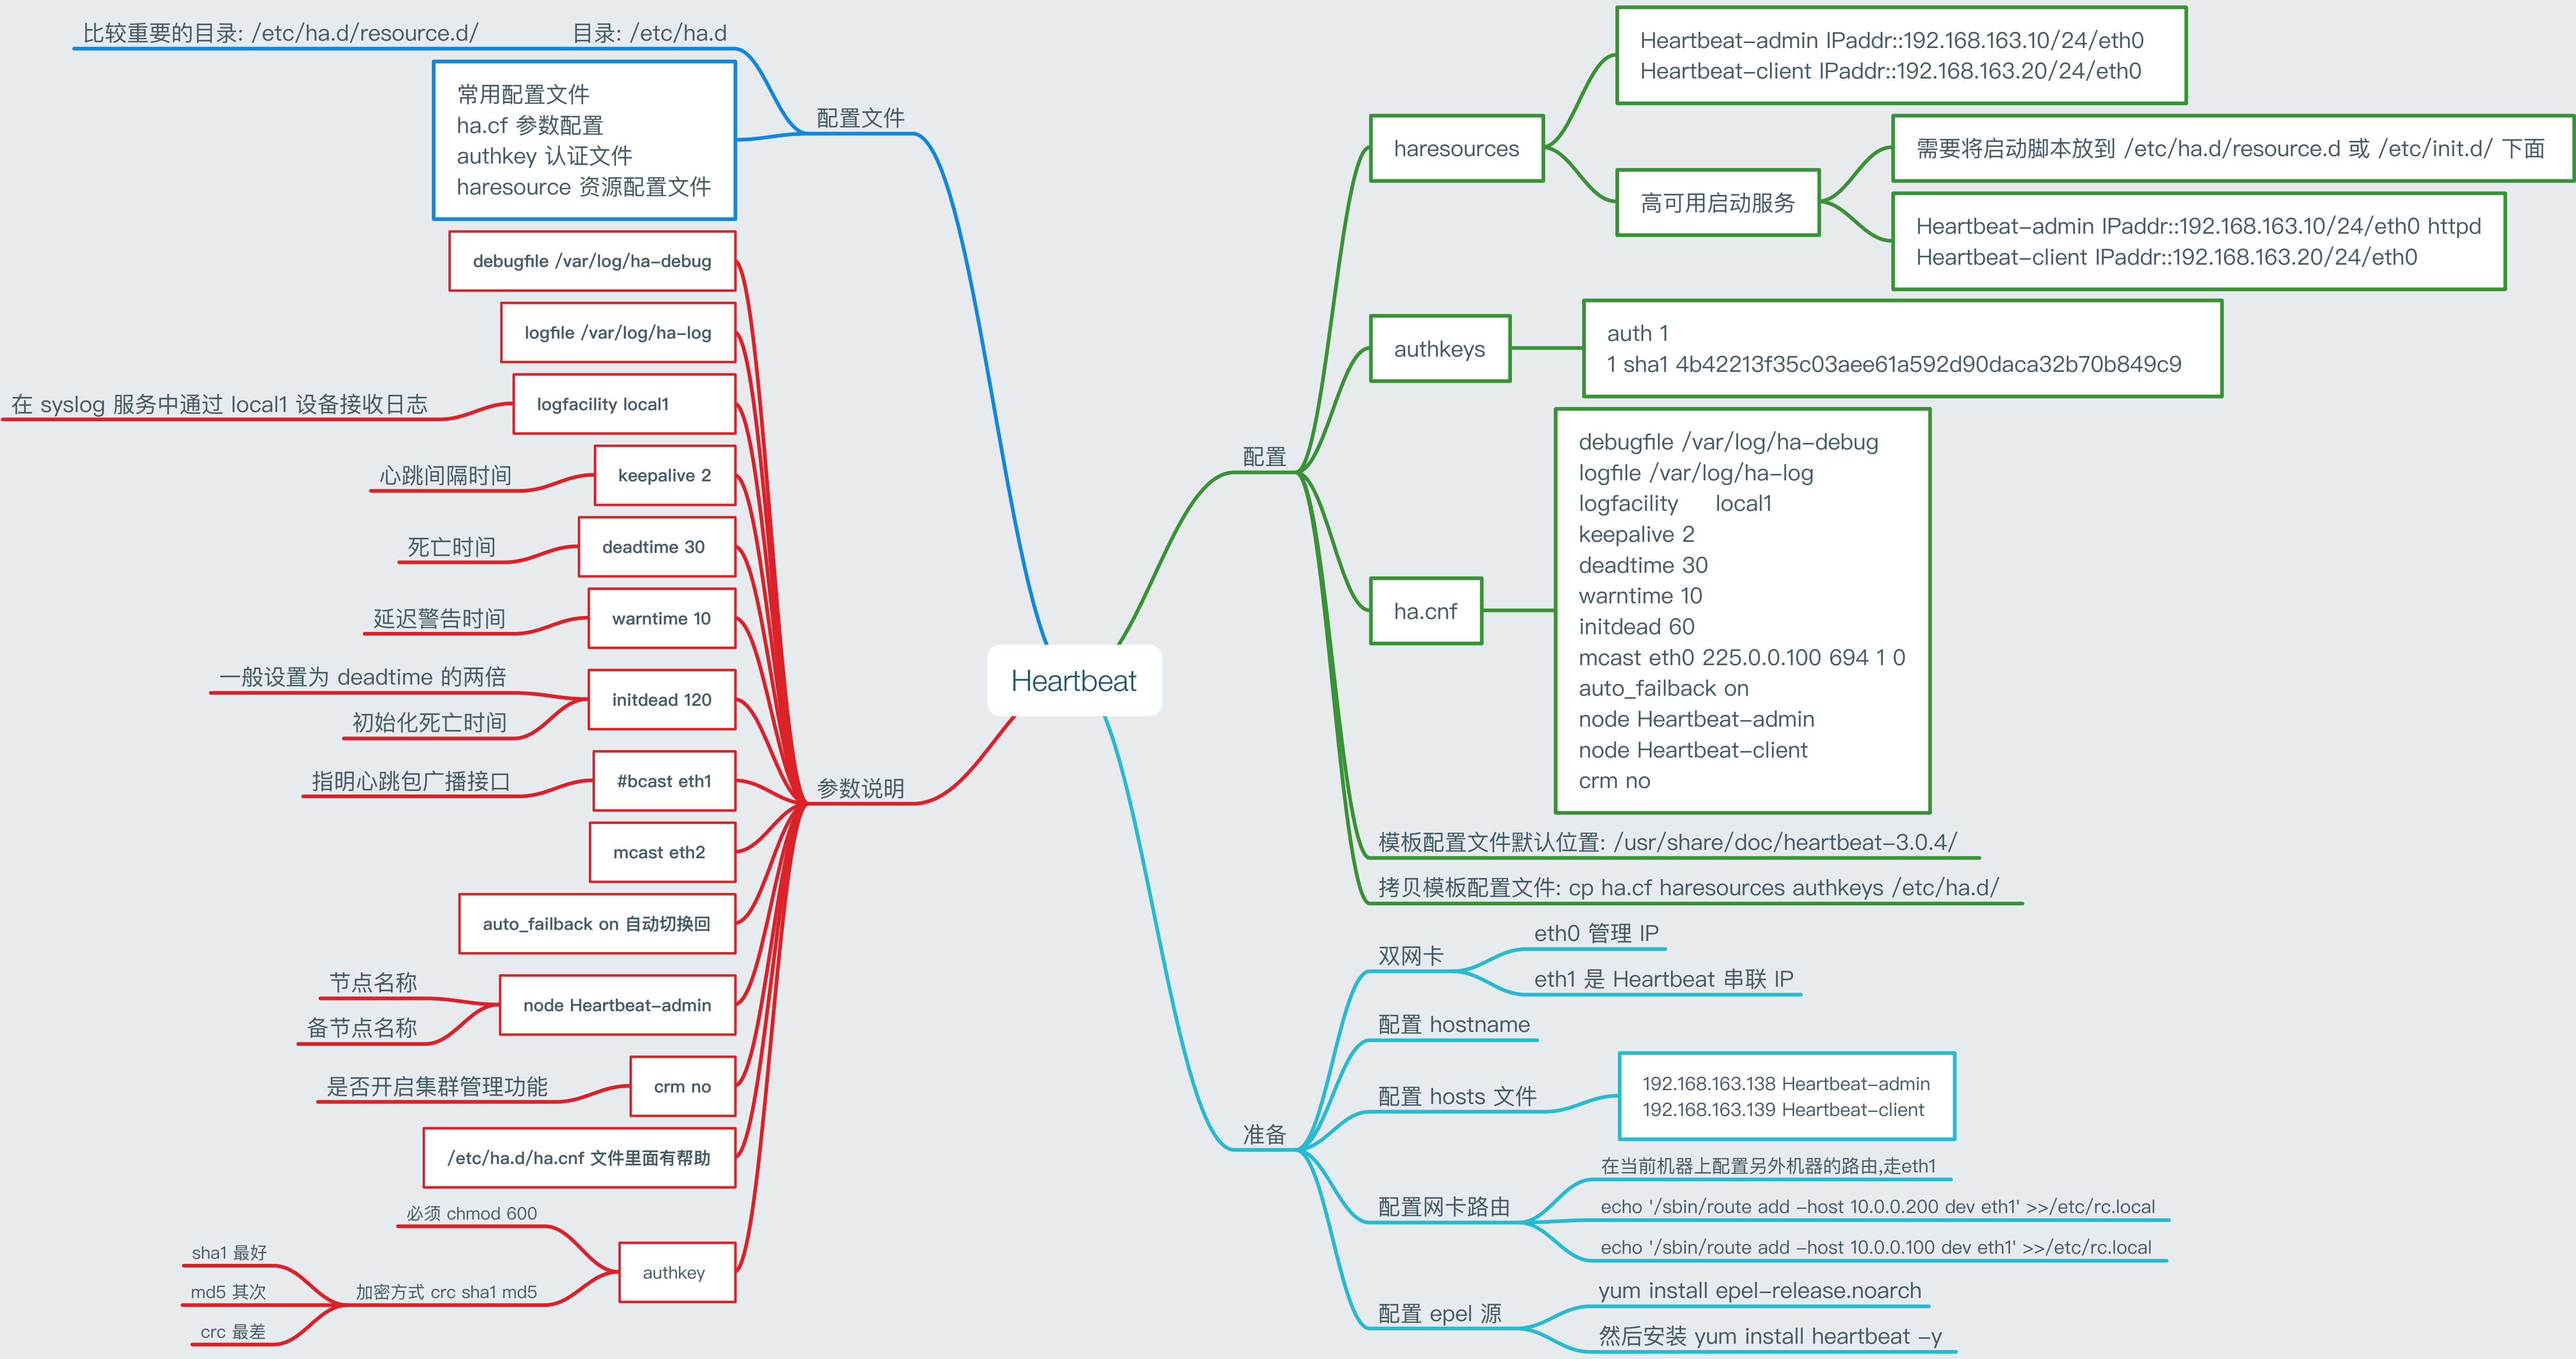 Heartbeat
配置文件
目录: /etc/ha.d
比较重要的目录: /etc/ha.d/resource.d/
常用配置文件
ha.cf 参数配置
authkey 认证文件
haresource 资源配置文件
参数说明
debugfile /var/log/ha-debug
logfile /var/log/ha-log
logfacility local1
在 syslog 服务中通过 local1 设备接收日志
keepalive 2
心跳间隔时间
deadtime 30
死亡时间
warntime 10
延迟警告时间
initdead 120
一般设置为 deadtime 的两倍
初始化死亡时间
#bcast eth1
指明心跳包广播接口
mcast eth2
auto_failback on 自动切换回
node Heartbeat-admin
节点名称
备节点名称
crm no
是否开启集群管理功能
/etc/ha.d/ha.cnf 文件里面有帮助
authkey
必须 chmod 600
加密方式 crc sha1 md5
sha1 最好
md5 其次
crc 最差
配置
haresources
Heartbeat-admin IPaddr::192.168.163.10/24/eth0
Heartbeat-client IPaddr::192.168.163.20/24/eth0
高可用启动服务
需要将启动脚本放到 /etc/ha.d/resource.d 或 /etc/init.d/ 下面
Heartbeat-admin IPaddr::192.168.163.10/24/eth0 httpd
Heartbeat-client IPaddr::192.168.163.20/24/eth0
authkeys
auth 1
1 sha1 4b42213f35c03aee61a592d90daca32b70b849c9
ha.cnf
debugfile /var/log/ha-debug
logfile /var/log/ha-log
logfacility local1
keepalive 2
deadtime 30
warntime 10
initdead 60
mcast eth0 225.0.0.100 694 1 0
auto_failback on
node Heartbeat-admin
node Heartbeat-client
crm no
模板配置文件默认位置: /usr/share/doc/heartbeat-3.0.4/
拷贝模板配置文件: cp ha.cf haresources authkeys /etc/ha.d/
准备
双网卡
eth0 管理 IP
eth1 是 Heartbeat 串联 IP
配置 hostname
配置 hosts 文件
192.168.163.138 Heartbeat-admin
192.168.163.139 Heartbeat-client
配置网卡路由
在当前机器上配置另外机器的路由,走eth1
echo '/sbin/route add -host 10.0.0.200 dev eth1' >>/etc/rc.local
echo '/sbin/route add -host 10.0.0.100 dev eth1' >>/etc/rc.local
配置 epel 源
yum install epel-release.noarch
然后安装 yum install heartbeat -y